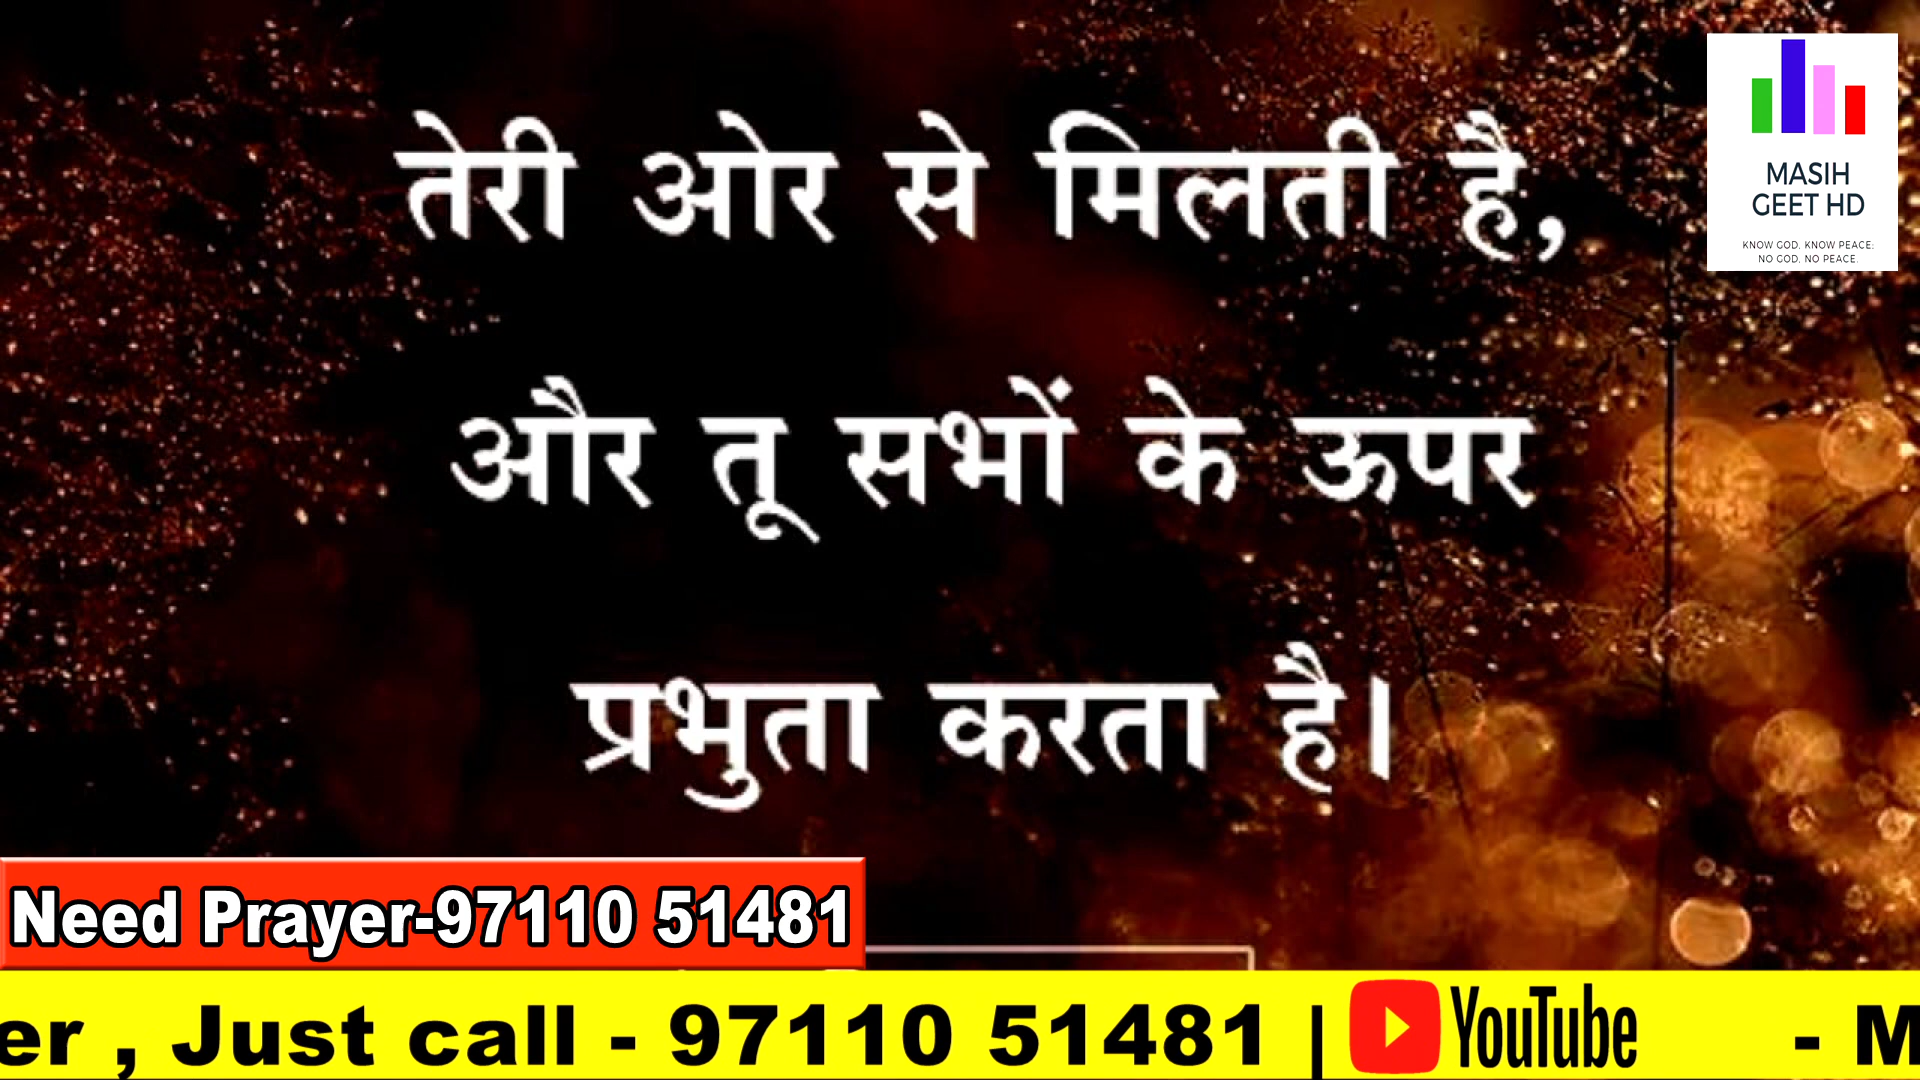 तेरी ओर से मिलती है,
और तू सभों के ऊपर
प्रभुता करता है।
MASIH
GEET HD
KNOW GOD, KNOW PEACE;
NO GOD, NO PEACE.
Need Prayer-97110 51481
er , Just call - 97110 51481 | YouTube - M